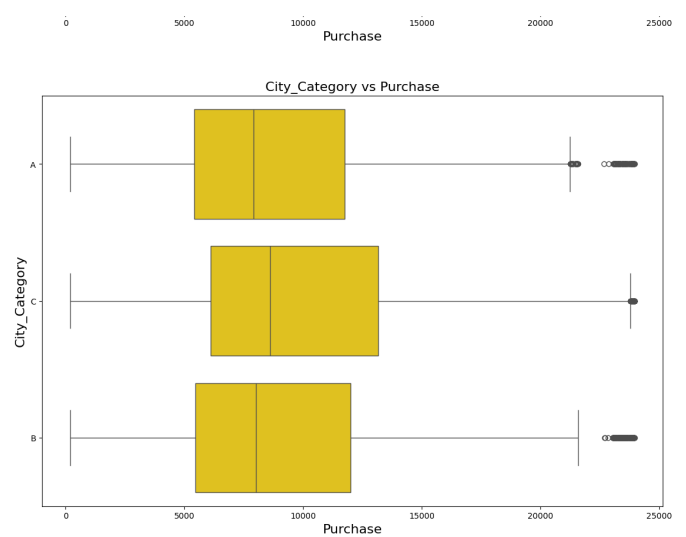 0 5000 10000 15000 20000 25000
Purchase
City_Category vs Purchase
A
C
B
City_Category
0 5000 10000 15000 20000 25000
Purchase